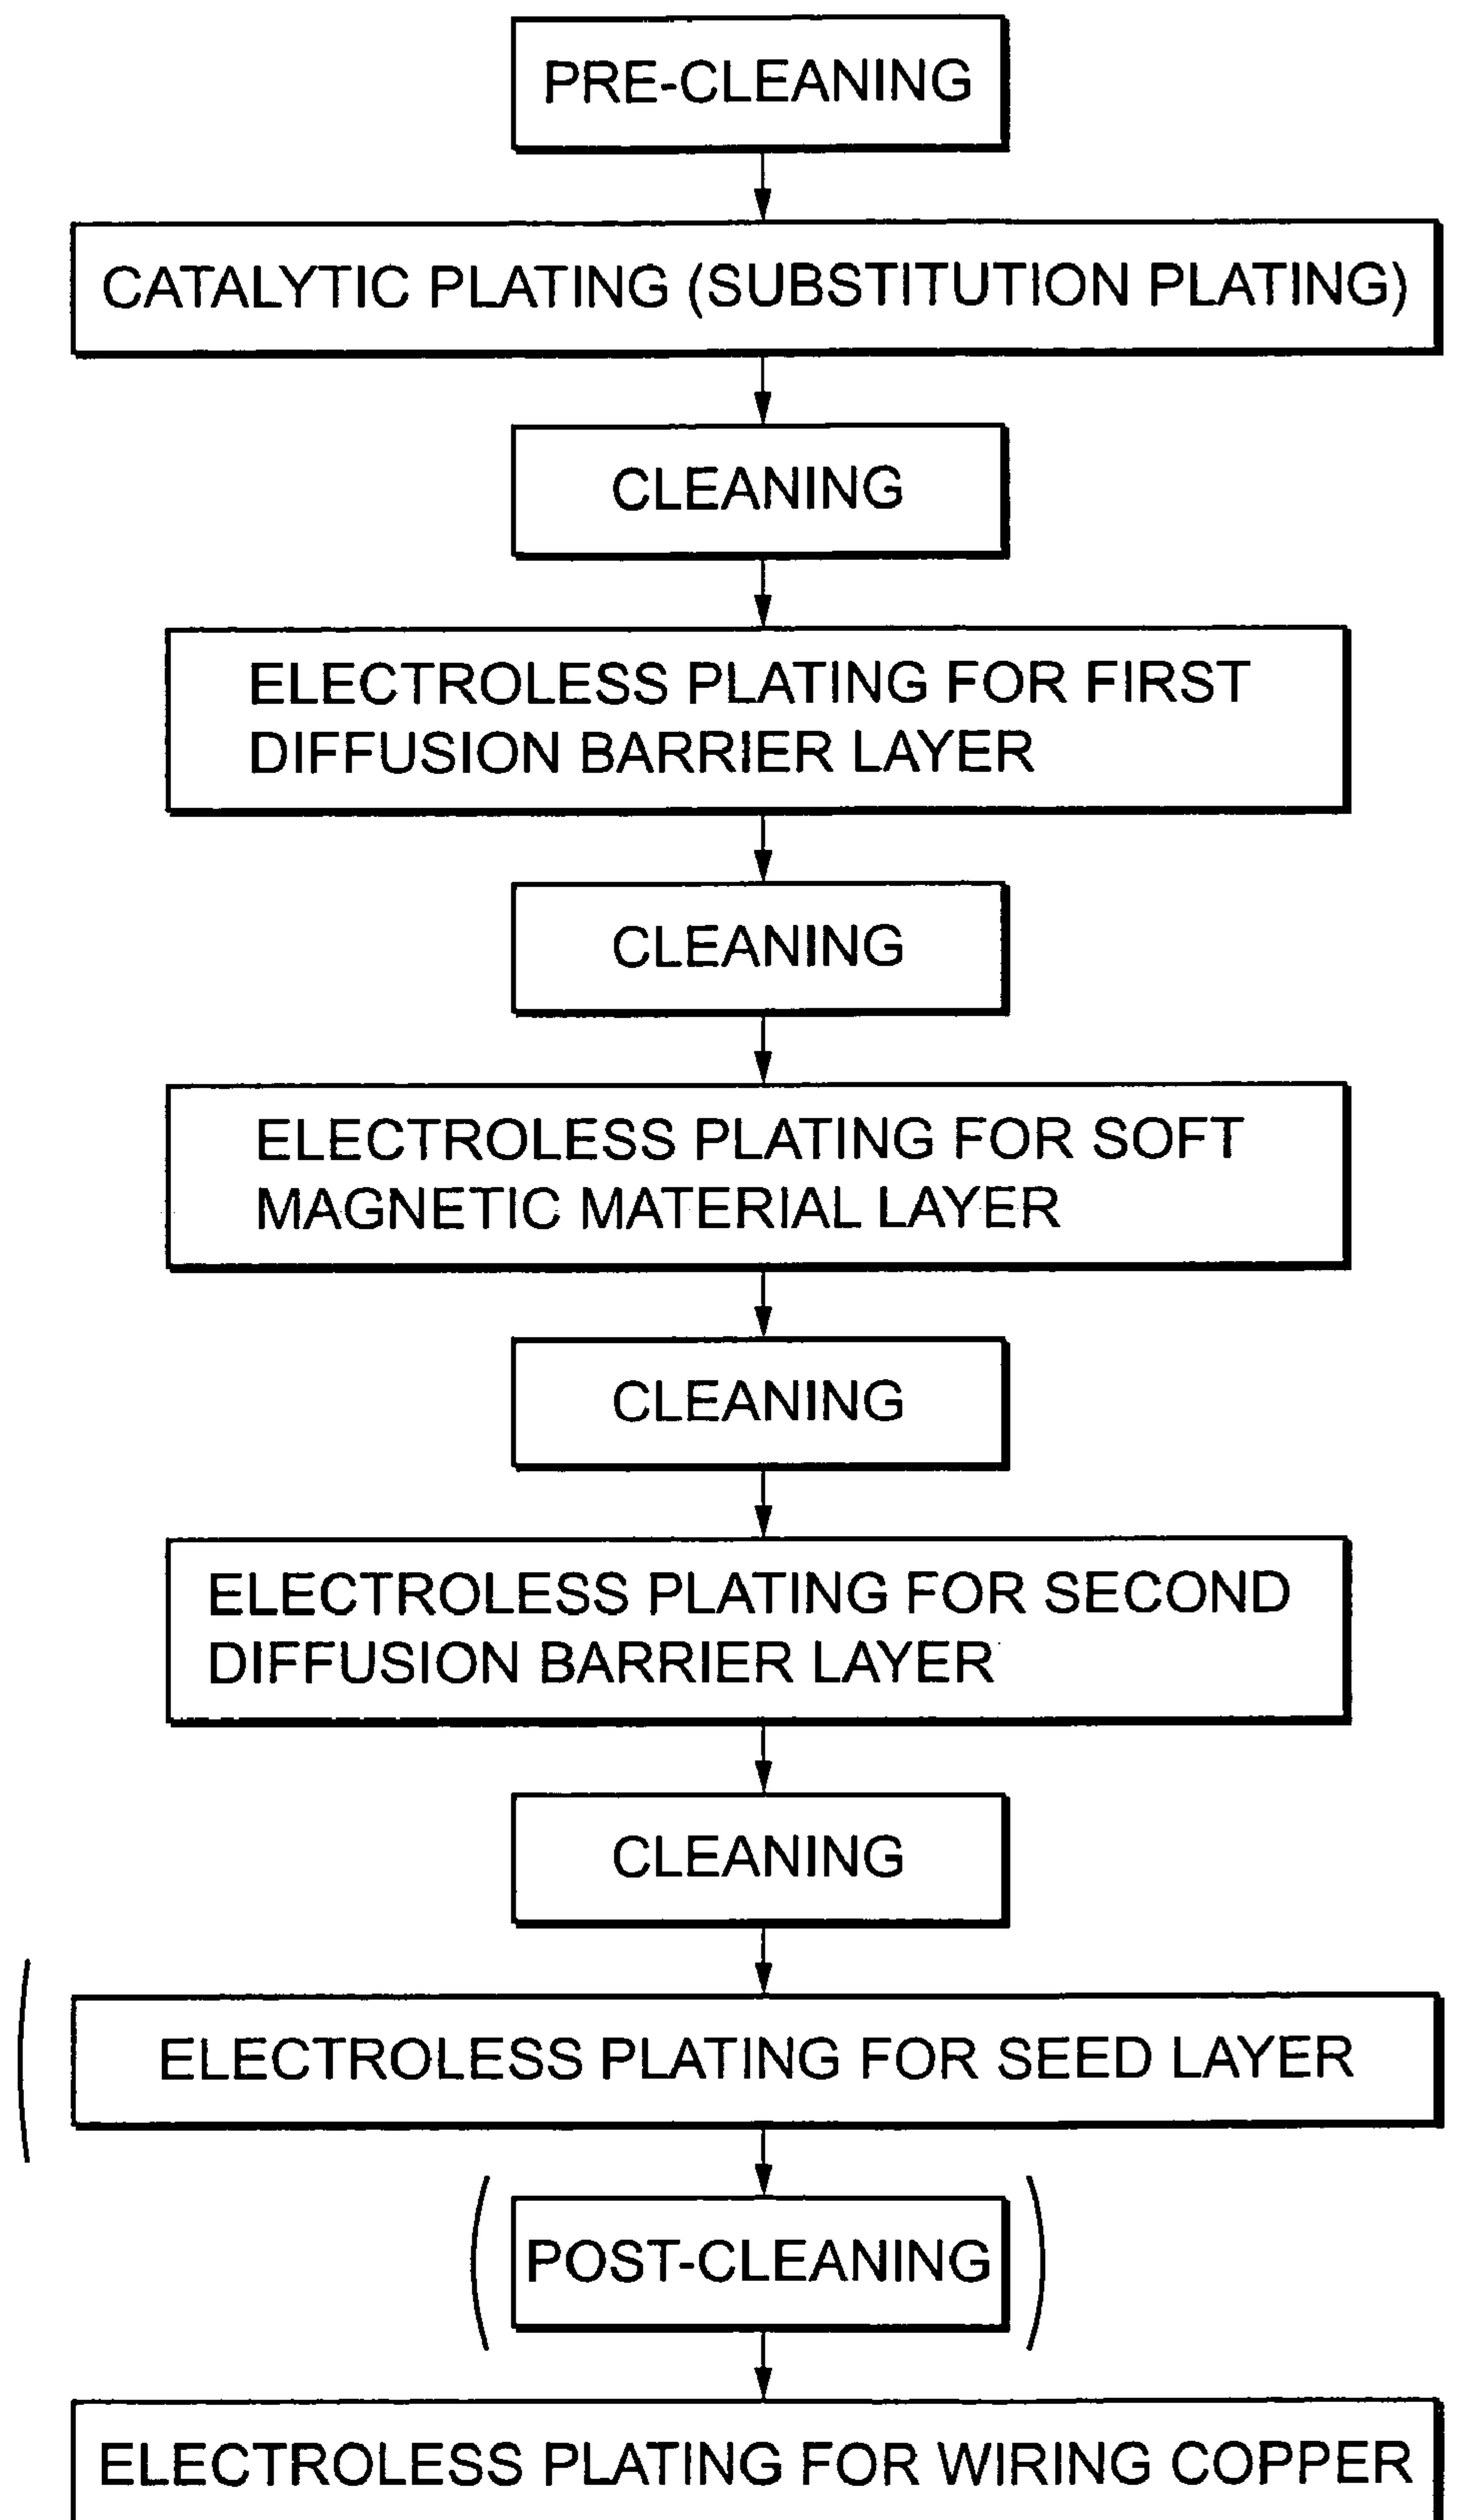 PRE-CLEANING
CATALYTIC PLATING (SUBSTITUTION PLATING)
CLEANING
ELECTROLESS PLATING FOR FIRST
DIFFUSION BARRIER LAYER
CLEANING
ELECTROLESS PLATING FOR SOFT
MAGNETIC MATERIAL LAYER
CLEANING
ELECTROLESS PLATING FOR SECOND
DIFFUSION BARRIER LAYER
CLEANING
ELECTROLESS PLATING FOR SEED LAYER
POST-CLEANING
ELECTROLESS PLATING FOR WIRING COPPER